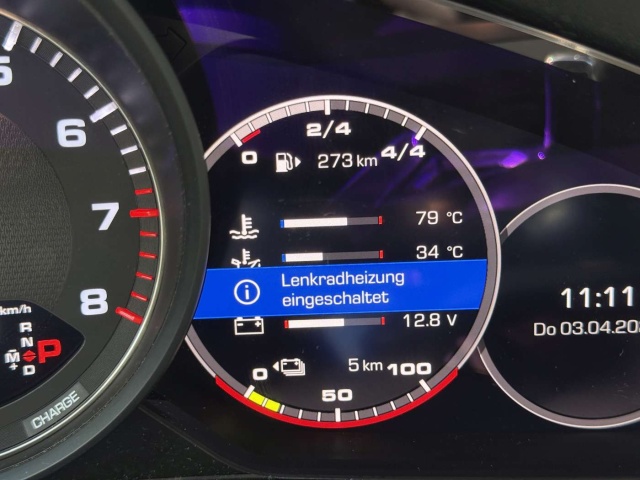 5
6
7
8
km/h
R
N
M P
+ D
CHARGE
2/4
0 4/4
273 km
79 °C
34 °C
Lenkradheizung
eingeschaltet
12.8 V
5 km
0 100
50
11:11
Do 03.04.20